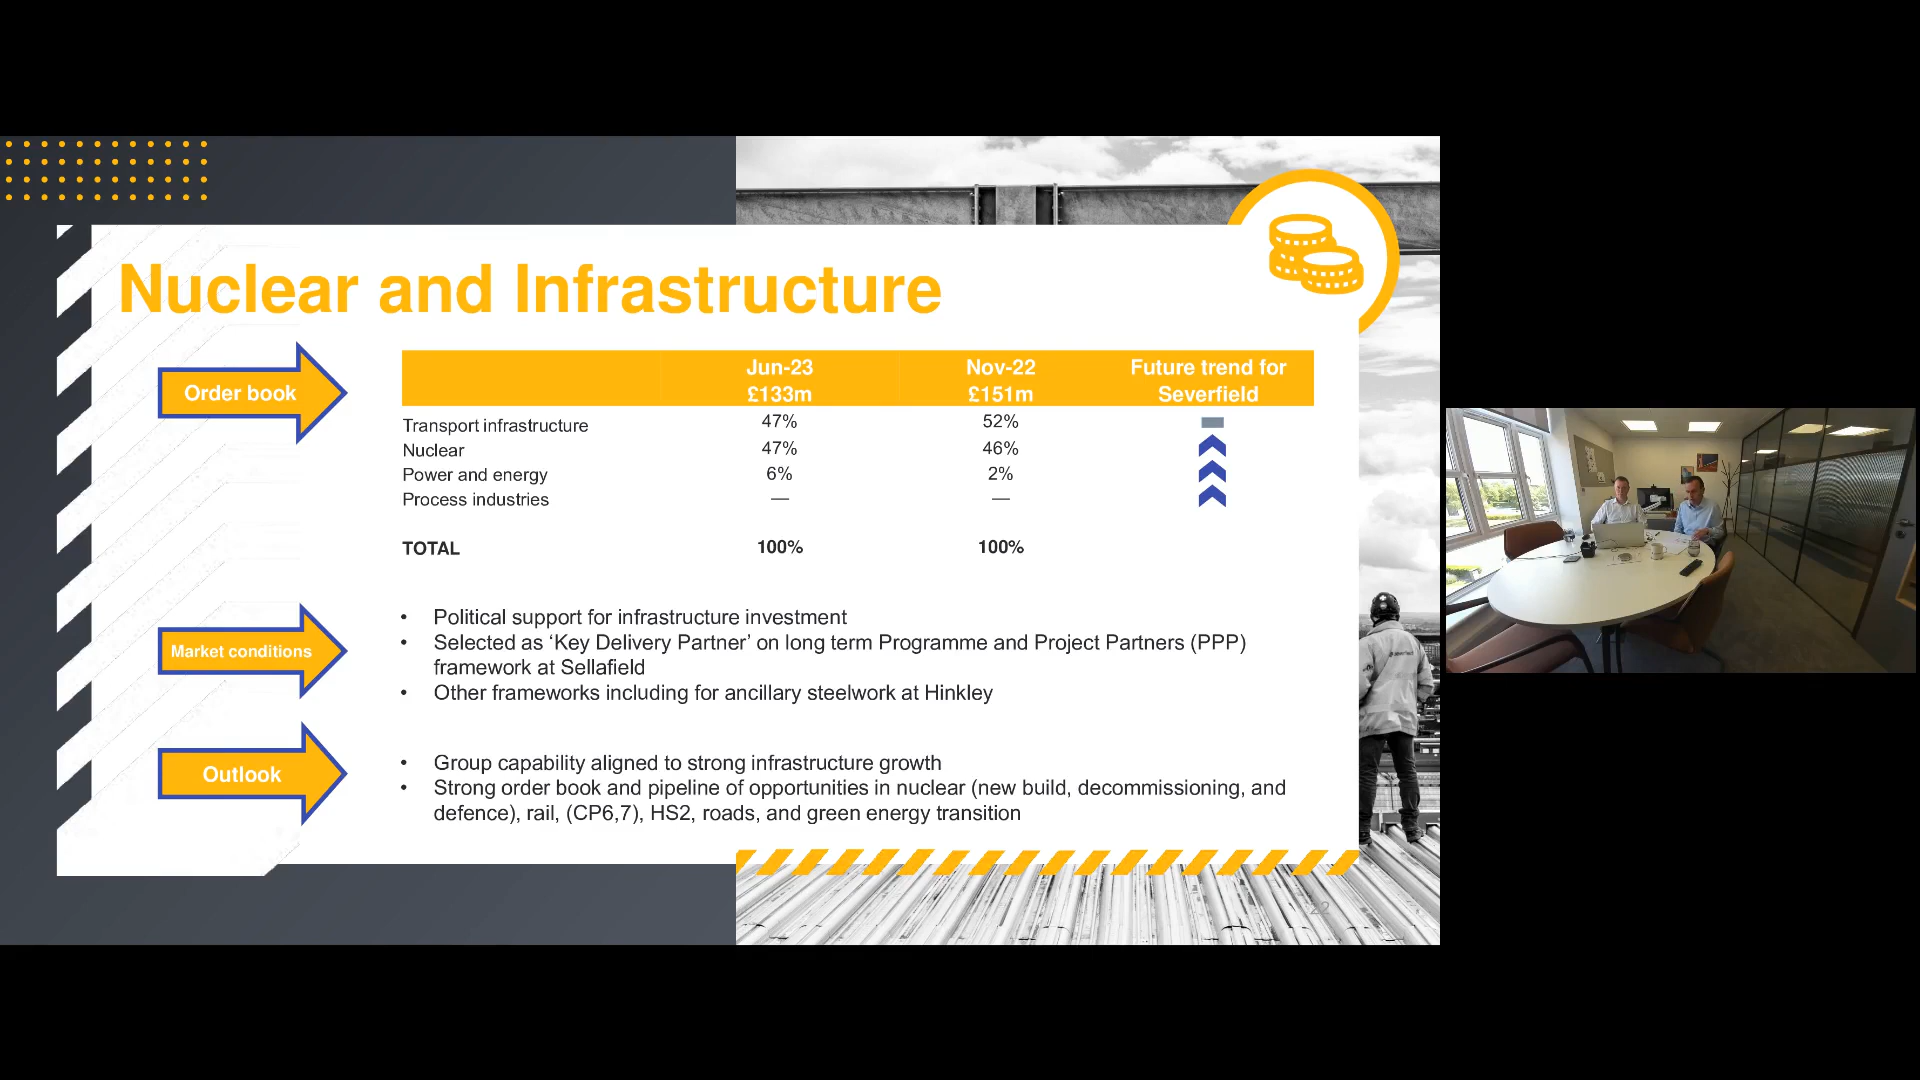 Nuclear and Infrastructure
Order book
Jun-23 Nov-22 Future trend for
£133m £151m Severfield
Transport infrastructure 47% 52%
Nuclear 47% 46%
Power and energy 6% 2%
Process industries — —
TOTAL 100% 100%
Market conditions
• Political support for infrastructure investment
• Selected as ‘Key Delivery Partner’ on long term Programme and Project Partners (PPP)
framework at Sellafield
• Other frameworks including for ancillary steelwork at Hinkley
Outlook
• Group capability aligned to strong infrastructure growth
• Strong order book and pipeline of opportunities in nuclear (new build, decommissioning, and
defence), rail, (CP6,7), HS2, roads, and green energy transition
22